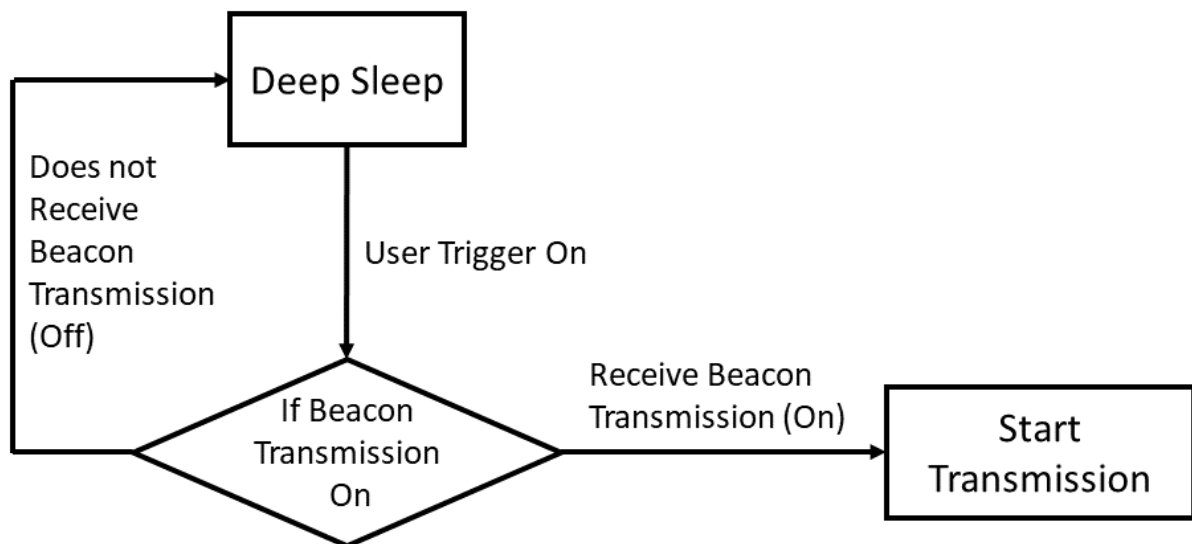 Deep Sleep
Does not
Receive
Beacon
Transmission
(Off)
User Trigger On
If Beacon
Transmission
On
Receive Beacon
Transmission (On)
Start
Transmission